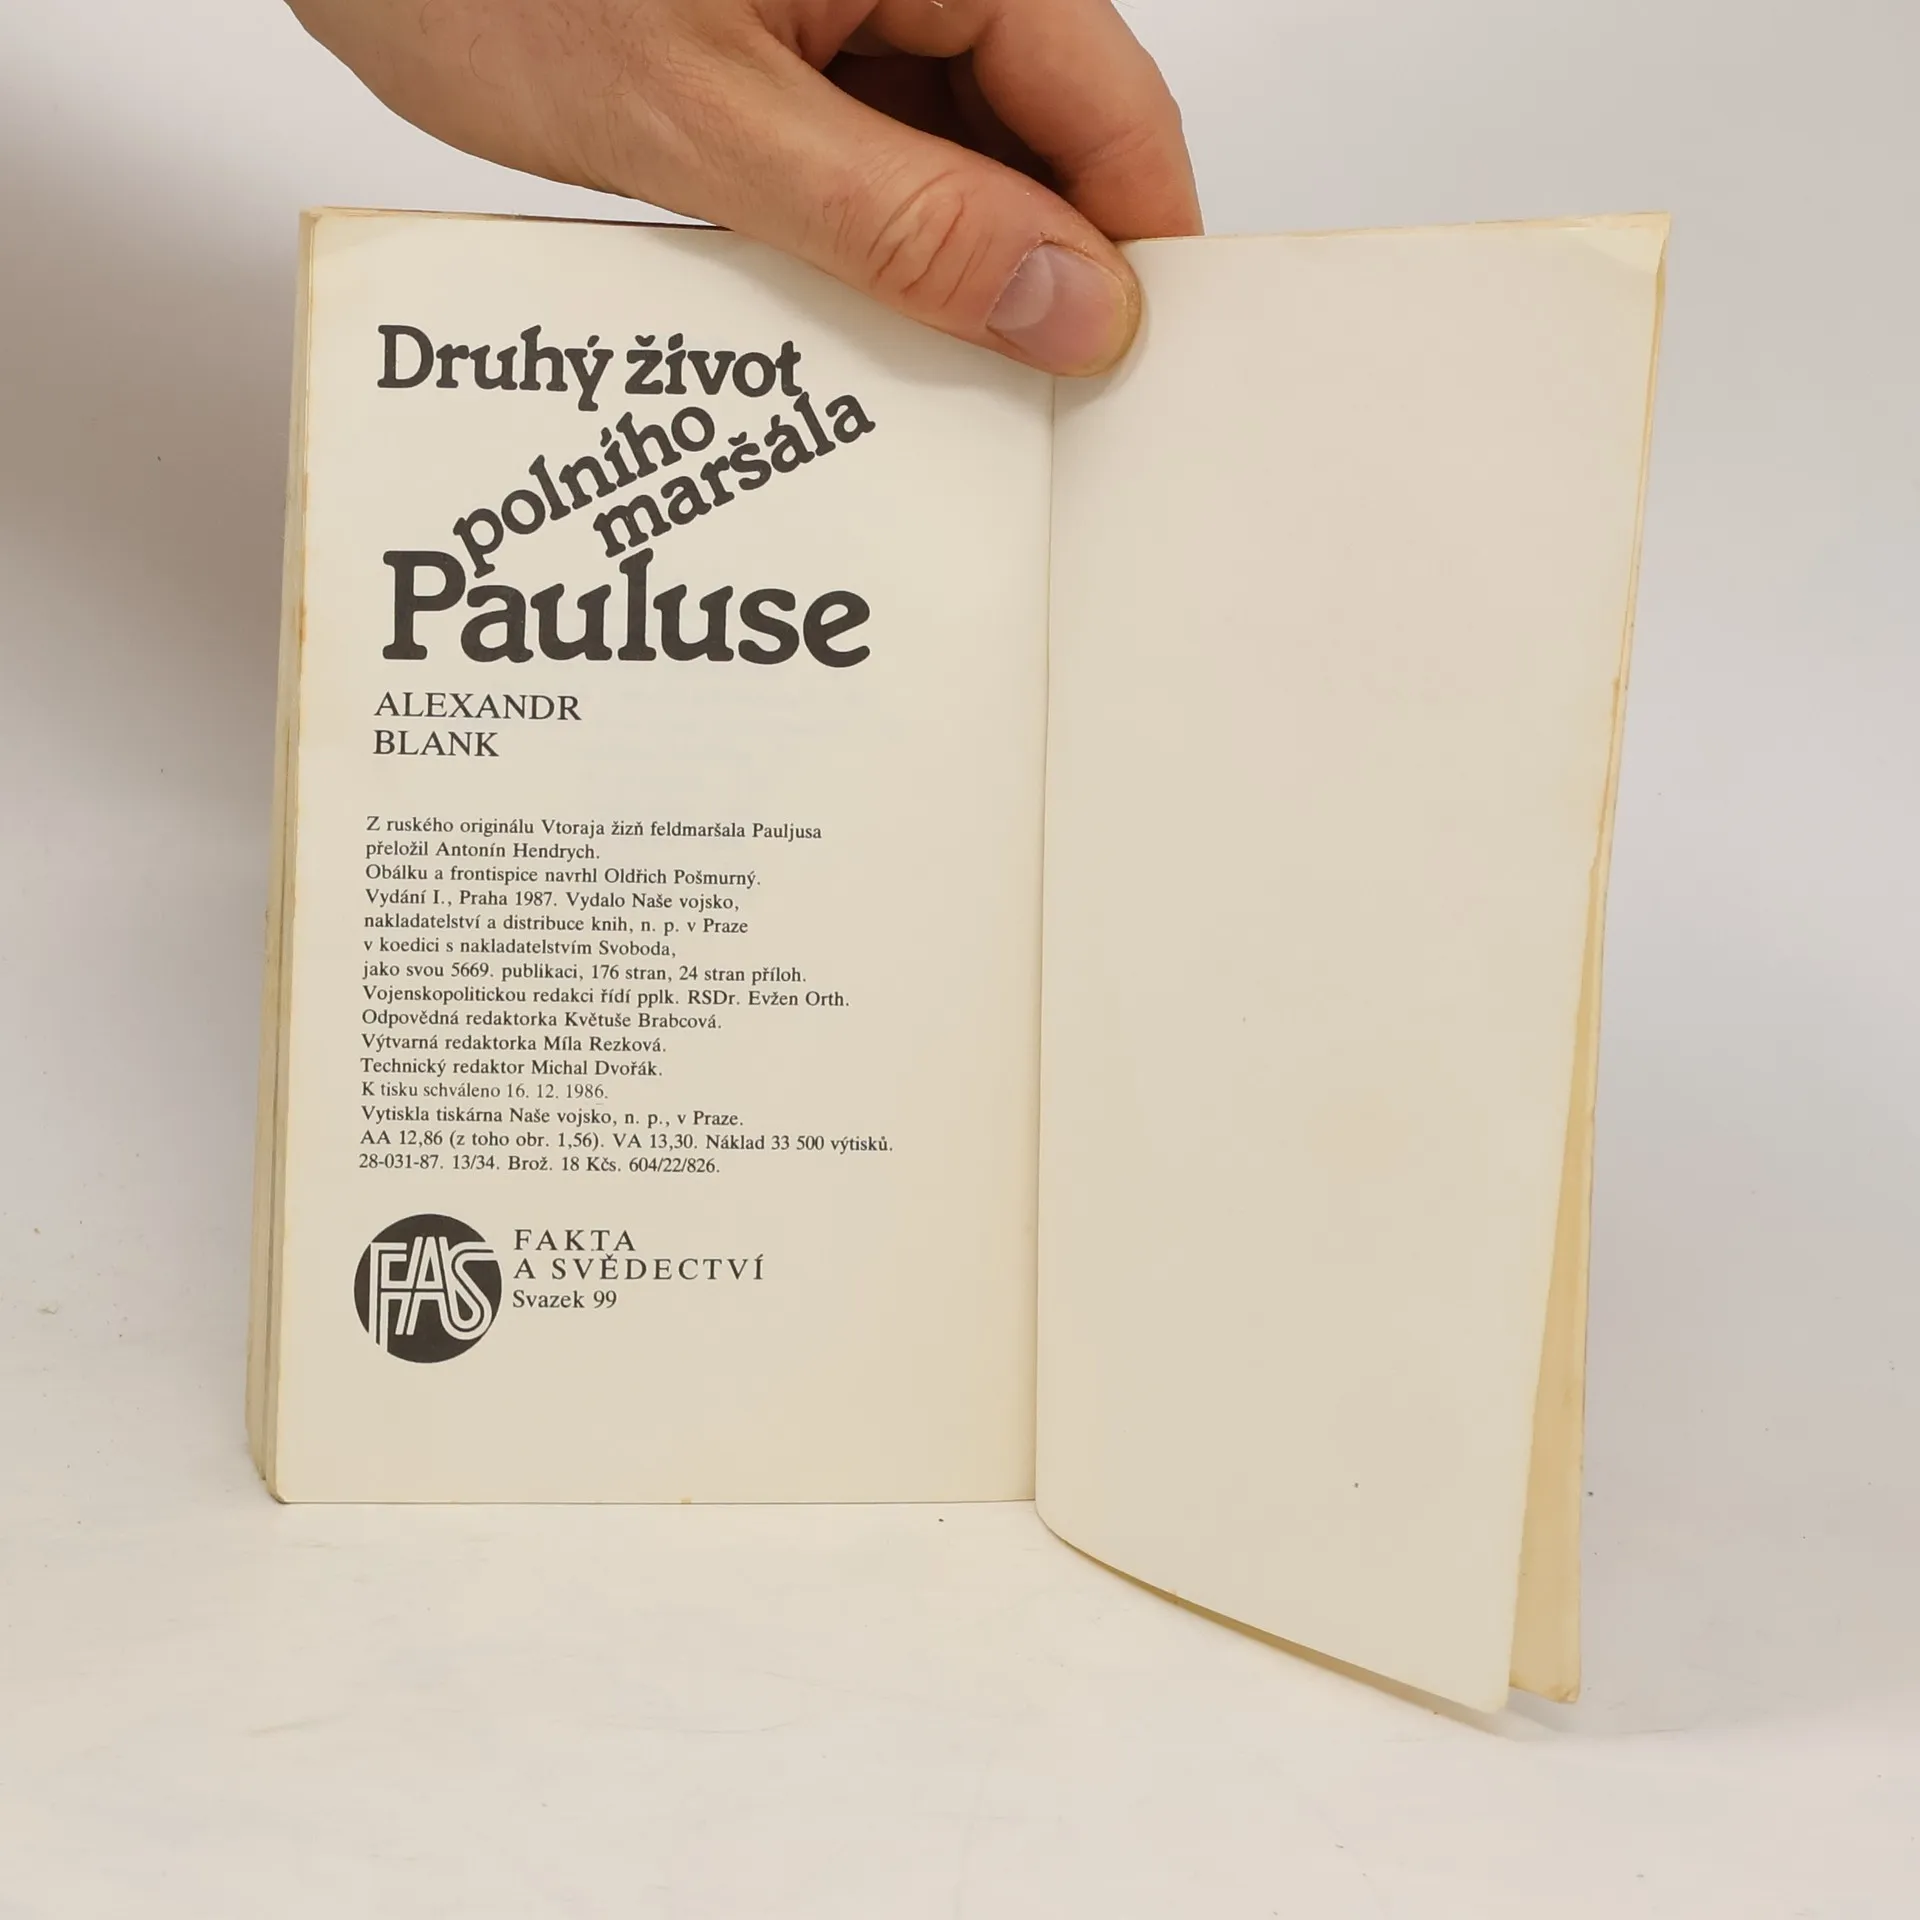 Druhý život
polního
maršála
Pauluse
ALEXANDR
BLANK
Z ruského originálu Vtoraja žizň feldmaršala Pauljusa
přeložil Antonín Hendrych.
Obálku a frontispice navrhl Oldřich Pošmurný.
Vydání I., Praha 1987. Vydalo Naše vojsko,
nakladatelství a distribuce knih, n. p. v Praze
v koedici s nakladatelstvím Svoboda,
jako svou 5669. publikaci, 176 stran, 24 stran příloh.
Vojenskopolitickou redakci řídí pplk. RSDr. Evžen Orth.
Odpovědná redaktorka Květuše Brabcová.
Výtvarná redaktorka Míla Rezková.
Technický redaktor Michal Dvořák.
K tisku schváleno 16. 12. 1986.
Vytiskla tiskárna Naše vojsko, n. p., v Praze.
AA 12,86 (z toho obr. 1,56). VA 13,30. Náklad 33 500 výtisků.
28-031-87. 13/34. Brož. 18 Kčs. 604/22/826.
FAS
FAKTA
A SVĚDECTVÍ
Svazek 99